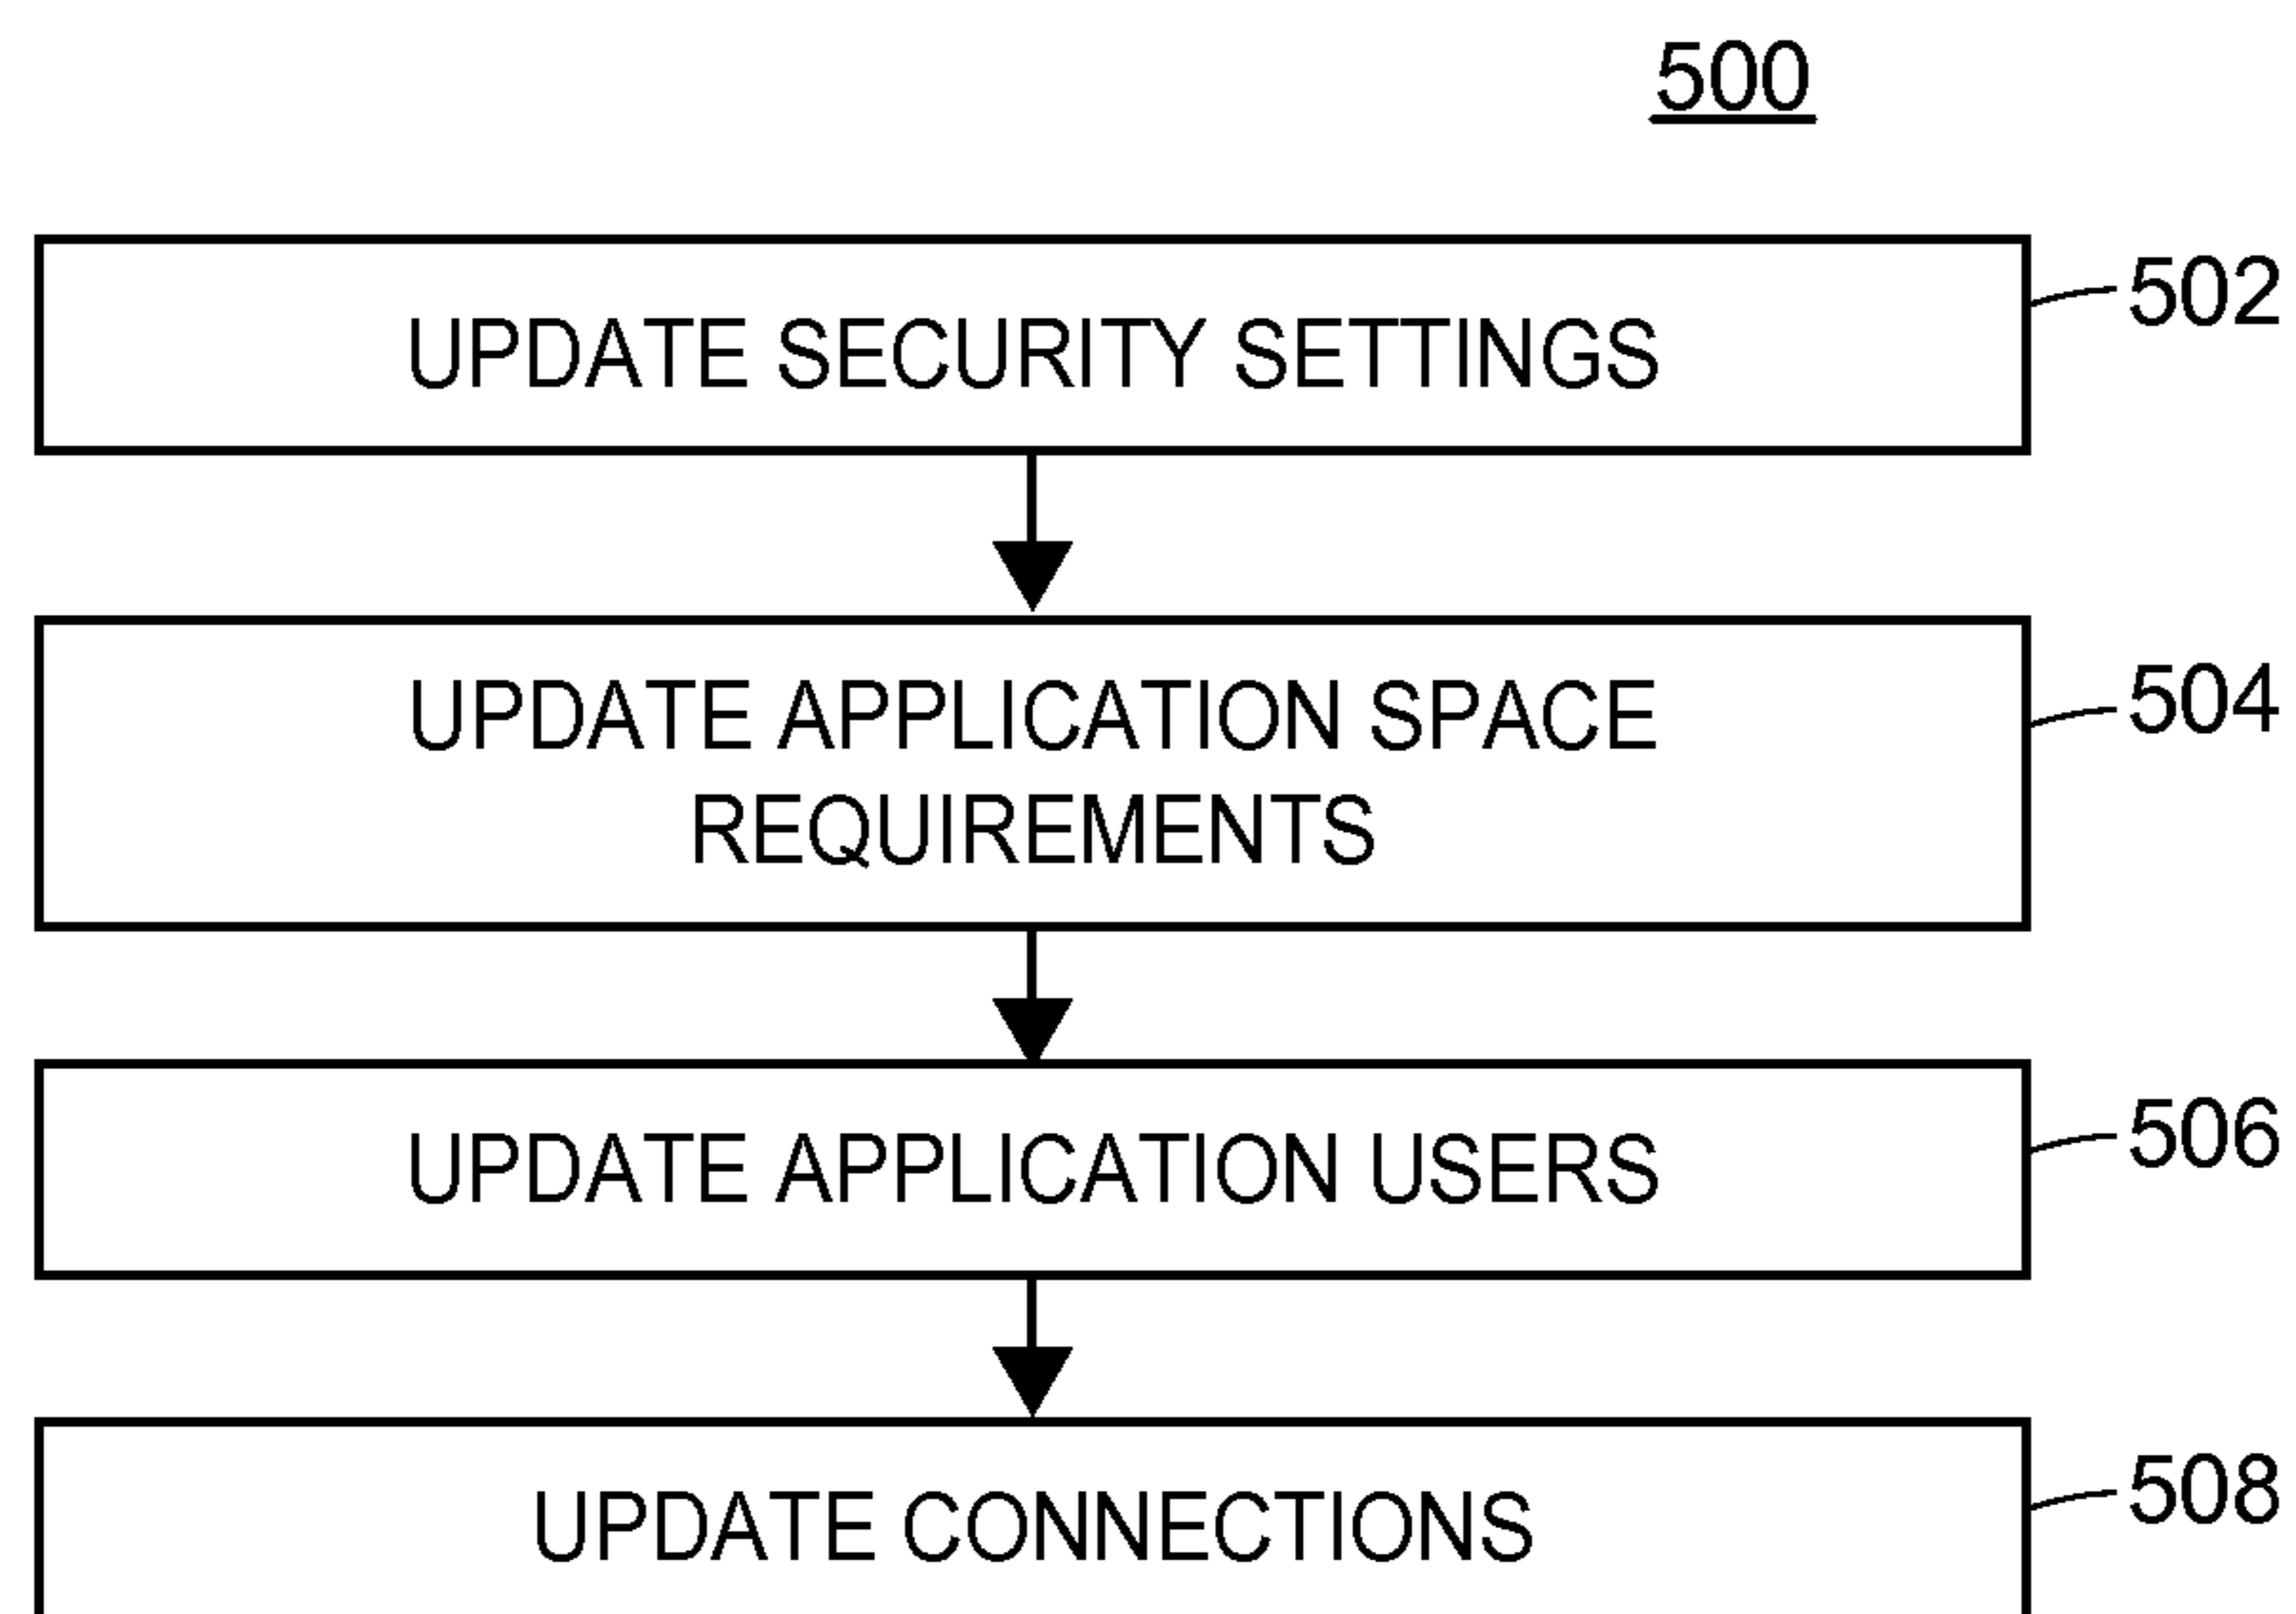 500
UPDATE SECURITY SETTINGS
502
UPDATE APPLICATION SPACE
REQUIREMENTS
504
UPDATE APPLICATION USERS
506
UPDATE CONNECTIONS
508